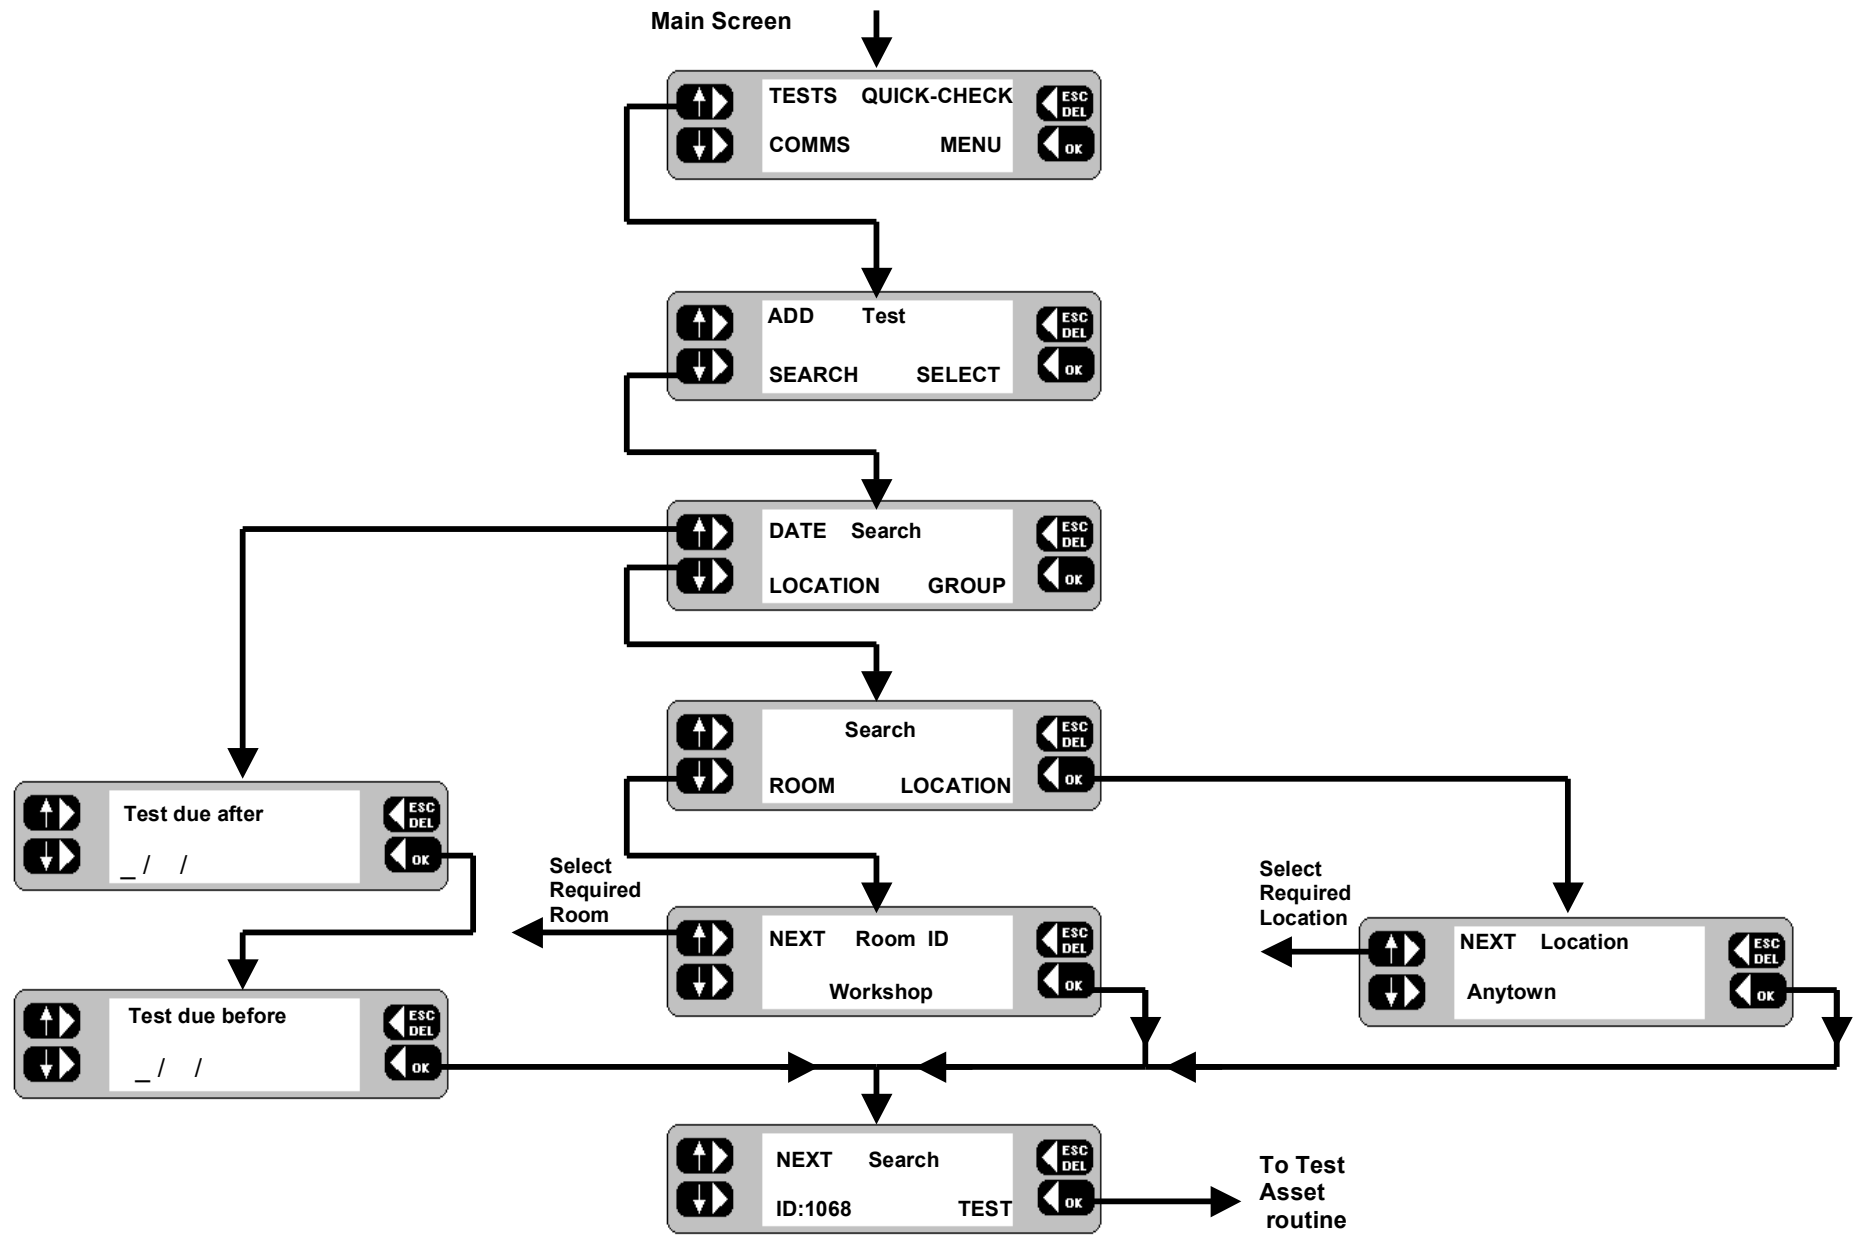 Main Screen
TESTS QUICK-CHECK
ESC
DEL
COMMS MENU
OK
ADD Test
ESC
DEL
SEARCH SELECT
OK
DATE Search
ESC
DEL
LOCATION GROUP
OK
Search
ESC
DEL
ROOM LOCATION
OK
Test due after
ESC
DEL
_ / /
OK
Select
Required
Room
NEXT Room ID
ESC
DEL
Workshop
OK
Select
Required
Location
NEXT Location
ESC
DEL
Anytown
OK
Test due before
ESC
DEL
_ / /
OK
NEXT Search
ESC
DEL
ID:1068 TEST
OK
To Test
Asset
routine